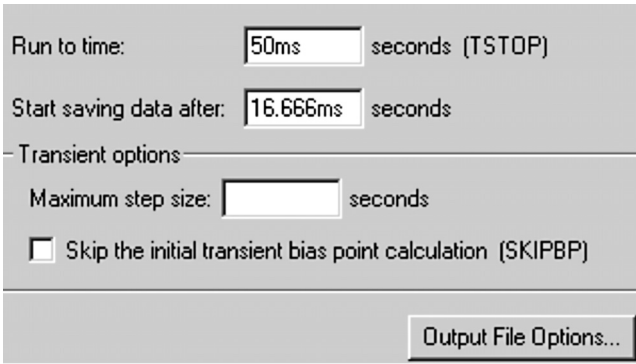 Run to time: 50ms seconds (TSTOP)
Start saving data after: 16.666ms seconds
Transient options
Maximum step size: seconds
Skip the initial transient bias point calculation (SKIPBP)
Output File Options...